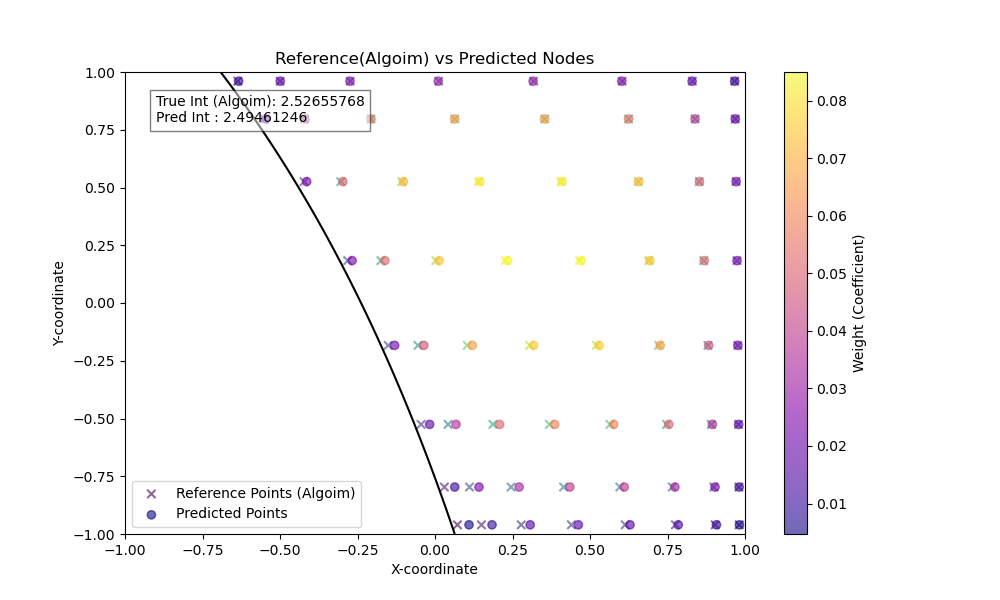 Reference(Algoim) vs Predicted Nodes
True Int (Algoim): 2.52655768
Pred Int : 2.49461246
1.00
0.75
0.50
0.25
0.00
−0.25
−0.50
−0.75
−1.00
Y-coordinate
Reference Points (Algoim)
Predicted Points
−1.00 −0.75 −0.50 −0.25 0.00 0.25 0.50 0.75 1.00
X-coordinate
0.08
0.07
0.06
0.05
0.04
0.03
0.02
0.01
Weight (Coefficient)